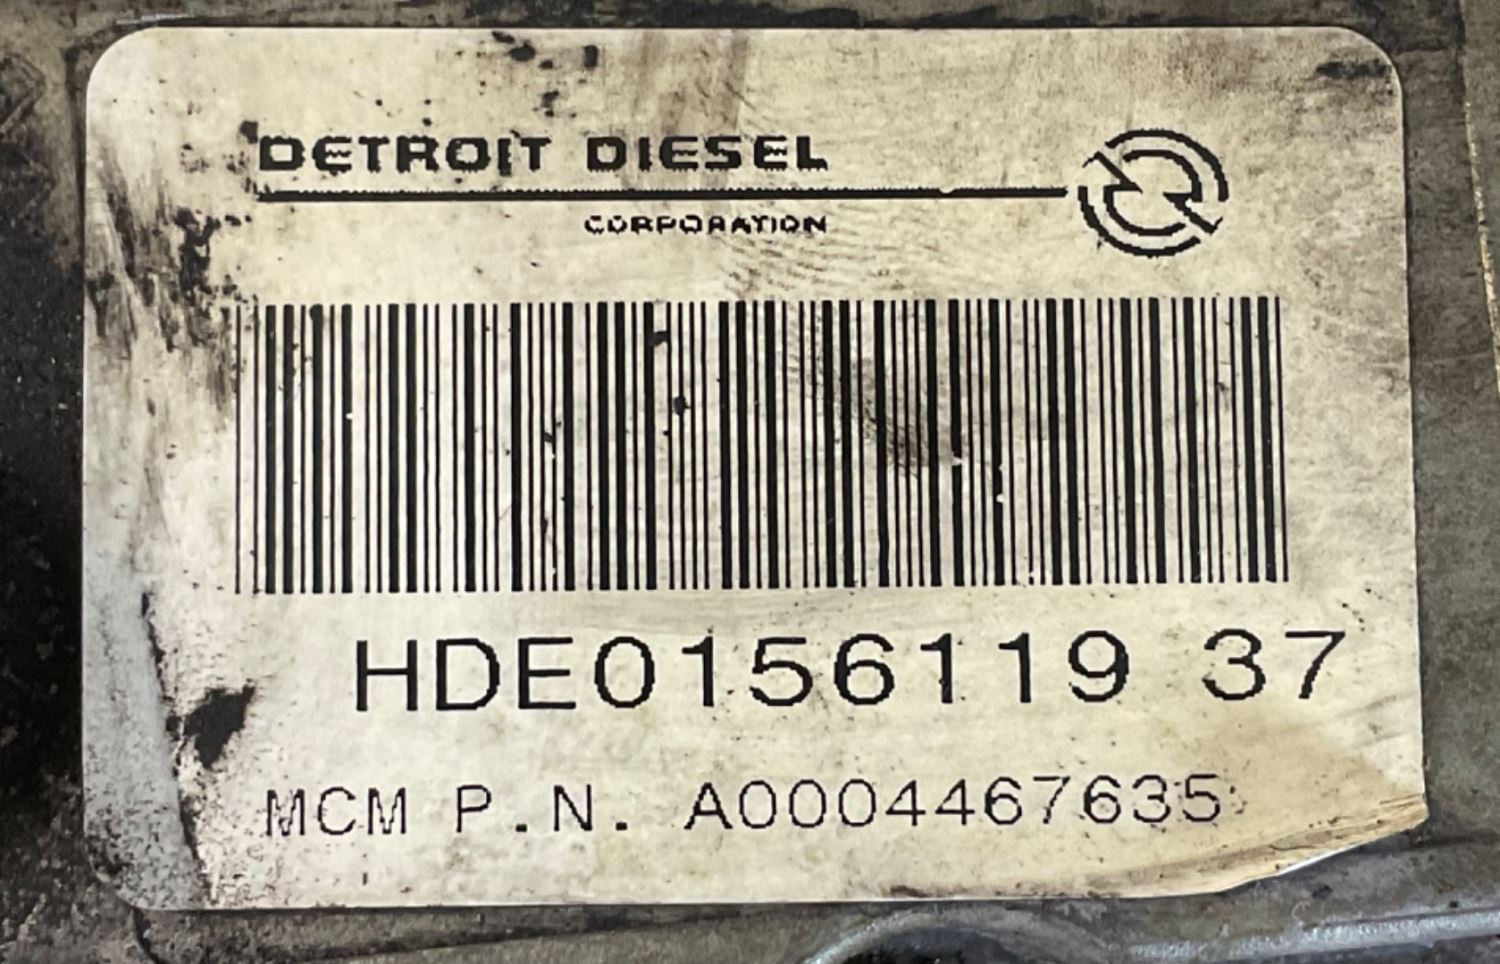 DETROIT DIESEL
CORPORATION
HDE0156119 37
MCM P.N. A0004467635